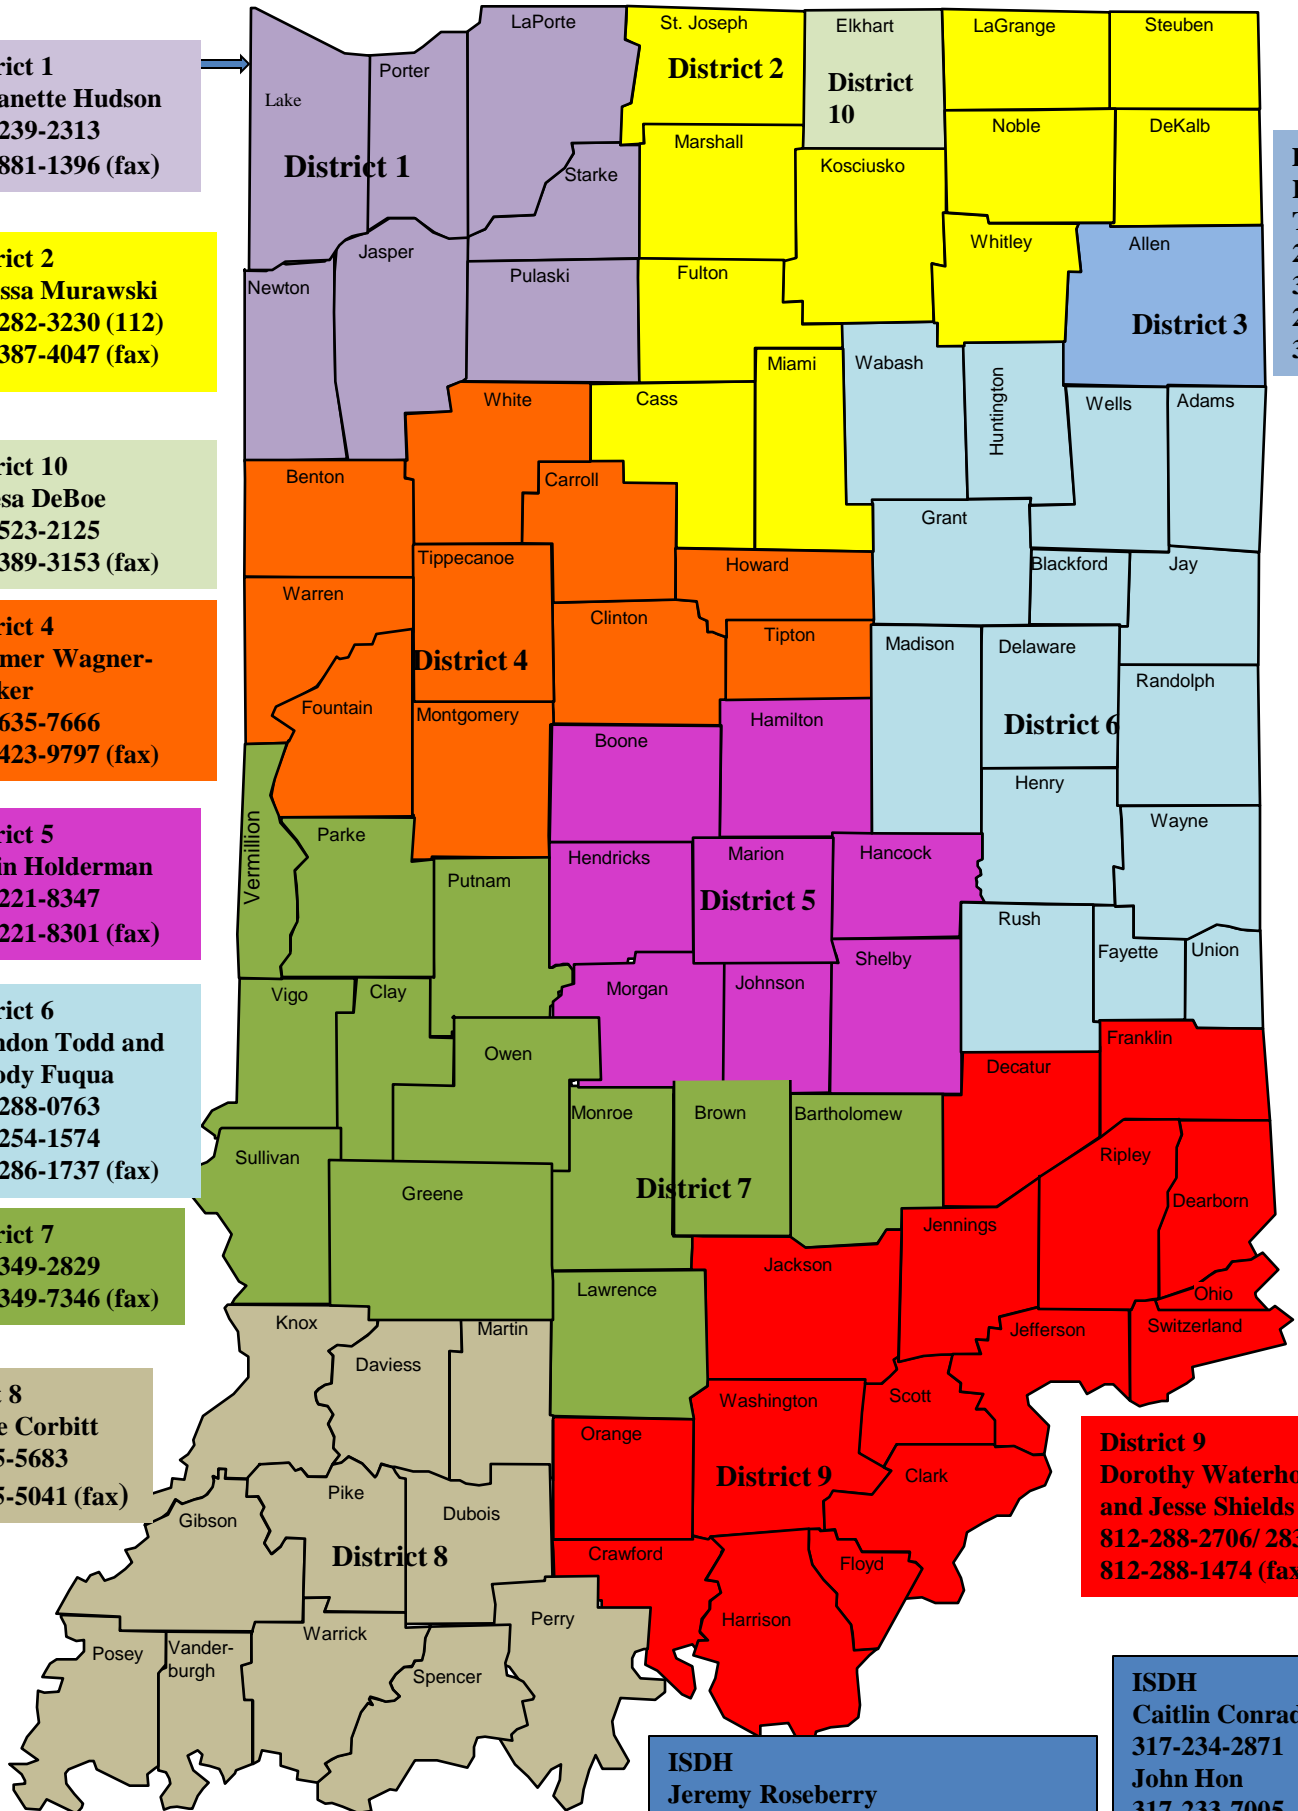 LaPorte
St. Joseph
Elkhart
LaGrange
Steuben
Porter
District 2
District
10
Lake
Noble
DeKalb
Marshall
Kosciusko
District 1
Starke
Jasper
Whitley
Allen
Newton
Pulaski
Fulton
District 3
Miami
Wabash
Huntington
White
Cass
Wells
Adams
Benton
Carroll
Grant
Tippecanoe
Howard
Blackford
Jay
Warren
Clinton
Tipton
Madison
Delaware
District 4
Randolph
Fountain
Montgomery
Hamilton
District 6
Boone
Henry
Vermillion
Parke
Wayne
Hendricks
Marion
Hancock
Putnam
District 5
Rush
Fayette
Union
Vigo
Clay
Morgan
Johnson
Shelby
Owen
Franklin
Decatur
Monroe
Brown
Bartholomew
Sullivan
Ripley
Greene
District 7
Dearborn
Jennings
Jackson
Lawrence
Ohio
Knox
Martin
Jefferson
Switzerland
Daviess
Washington
Scott
Orange
District 9
Clark
Pike
Dubois
Gibson
District 8
Crawford
Floyd
Perry
Harrison
Posey
Vander-
burgh
Warrick
Spencer
rict 1
anette Hudson
239-2313
881-1396 (fax)
rict 2
ssa Murawski
282-3230 (112)
387-4047 (fax)
rict 10
esa DeBoe
523-2125
389-3153 (fax)
rict 4
mer Wagner-
ker
635-7666
423-9797 (fax)
rict 5
in Holderman
221-8347
221-8301 (fax)
rict 6
ndon Todd and
ody Fuqua
288-0763
254-1574
286-1737 (fax)
rict 7
349-2829
349-7346 (fax)
t 8
e Corbitt
5-5683
5-5041 (fax)
District 9
Dorothy Waterho
and Jesse Shields
812-288-2706/ 283
812-288-1474 (fax
ISDH
Jeremy Roseberry
ISDH
Caitlin Conrad
317-234-2871
John Hon
317-233-7005